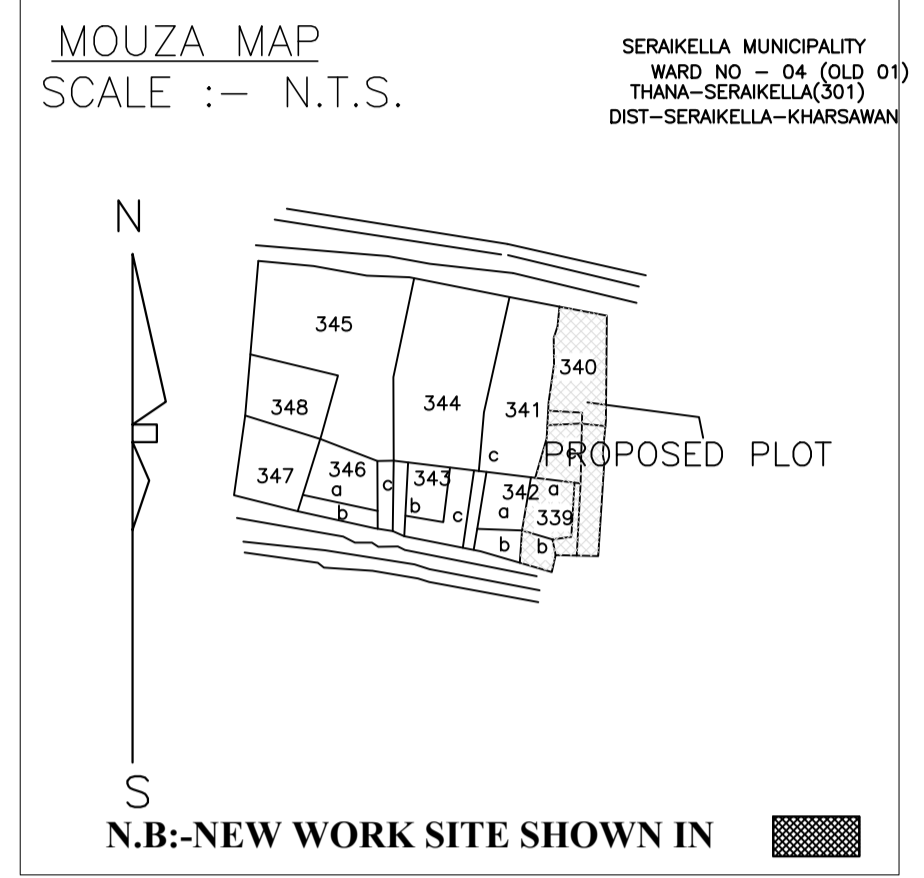 MOUZA MAP
SCALE :- N.T.S.
SERAIKELLA MUNICIPALITY
WARD NO - 04 (OLD 01)
THANA-SERAIKELLA(301)
DIST-SERAIKELLA-KHARSAWAN
N
345
340
348
344
341
c
PROPOSED PLOT
c
347
346
a
b
c
343
b
c
342
a
b
a
339
b
S
N.B:-NEW WORK SITE SHOWN IN